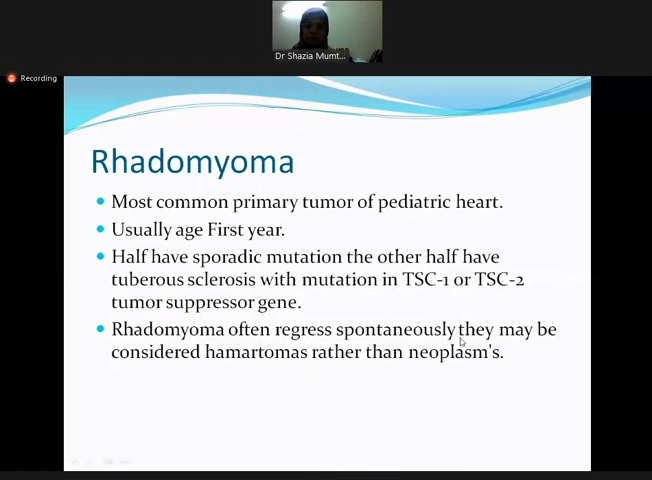 Dr Shazia Mumt...
Recording
Rhadomyoma
Most common primary tumor of pediatric heart.
Usually age First year.
Half have sporadic mutation the other half have
tuberous sclerosis with mutation in TSC-1 or TSC-2
tumor suppressor gene.
Rhadomyoma often regress spontaneously they may be
considered hamartomas rather than neoplasm's.